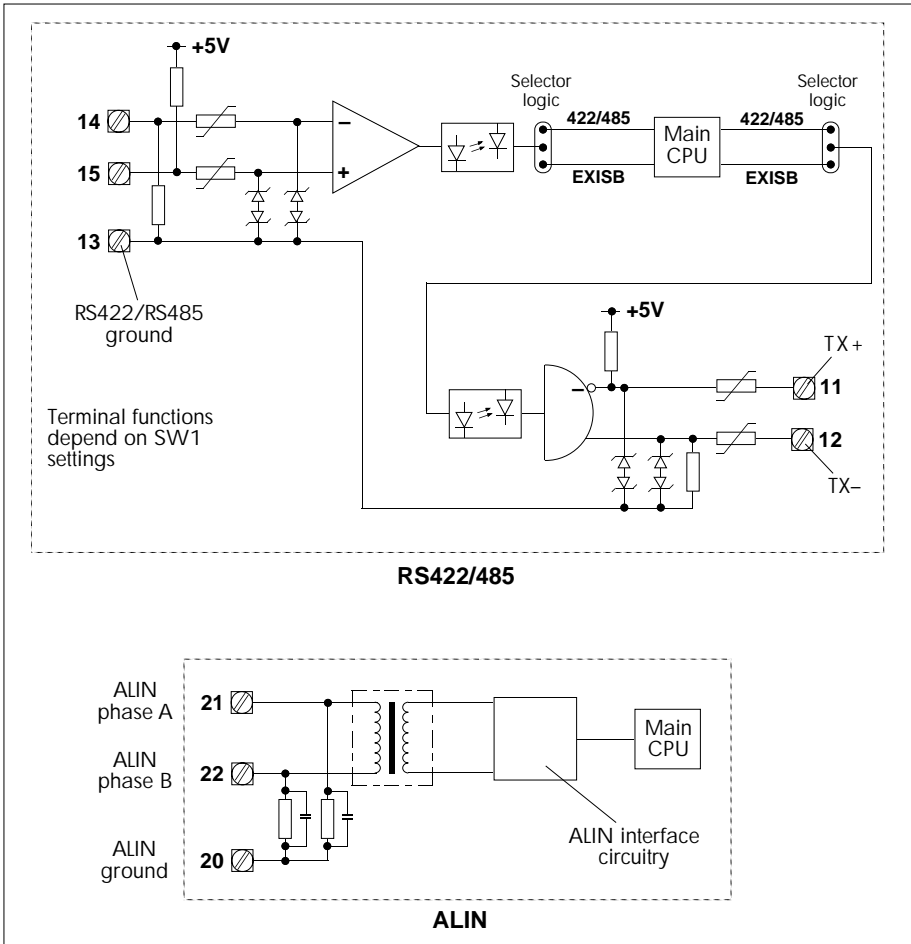 +5V
Selector
logic
Selector
logic
14
−
422/485
Main
CPU
422/485
15
+
EXISB
EXISB
13
RS422/RS485
ground
+5V
TX+
−
11
Terminal functions
depend on SW1
settings
12
TX−
RS422/485
ALIN
phase A
21
Main
CPU
ALIN
phase B
22
ALIN
ground
20
ALIN interface
circuitry
ALIN